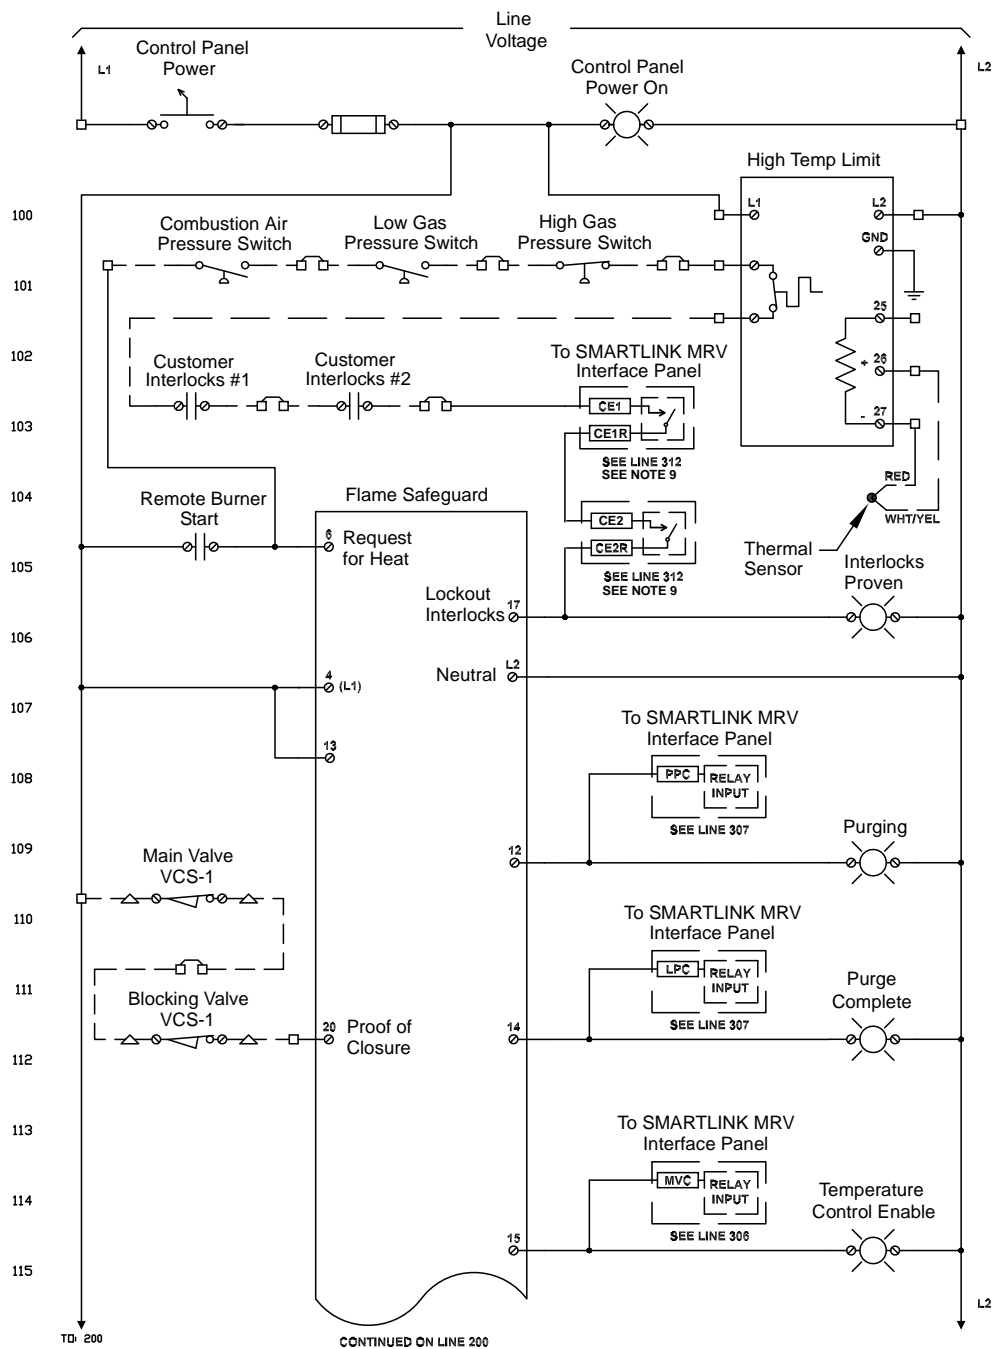 Line
Voltage
L1
Control Panel
Power
Control Panel
Power On
L2
High Temp Limit
100
Combustion Air
Pressure Switch
Low Gas
Pressure Switch
High Gas
Pressure Switch
L1
L2
GND
101
25
102
Customer
Interlocks #1
Customer
Interlocks #2
To SMARTLINK MRV
Interface Panel
+ 26
103
CE1
CE1R
- 27
SEE LINE 312
SEE NOTE 9
RED
104
Remote Burner
Start
Flame Safeguard
WHT/YEL
6
Request
for Heat
CE2
CE2R
Thermal
Sensor
105
SEE LINE 312
SEE NOTE 9
Interlocks
Proven
Lockout
Interlocks
17
106
Neutral
L2
4
(L1)
107
To SMARTLINK MRV
Interface Panel
13
108
PPC
RELAY
INPUT
SEE LINE 307
109
12
Purging
Main Valve
VCS-1
110
To SMARTLINK MRV
Interface Panel
111
LPC
RELAY
INPUT
SEE LINE 307
Blocking Valve
VCS-1
20
Proof of
Closure
14
Purge
Complete
112
113
To SMARTLINK MRV
Interface Panel
114
MVC
RELAY
INPUT
SEE LINE 306
15
Temperature
Control Enable
115
L2
TO 200
CONTINUED ON LINE 200